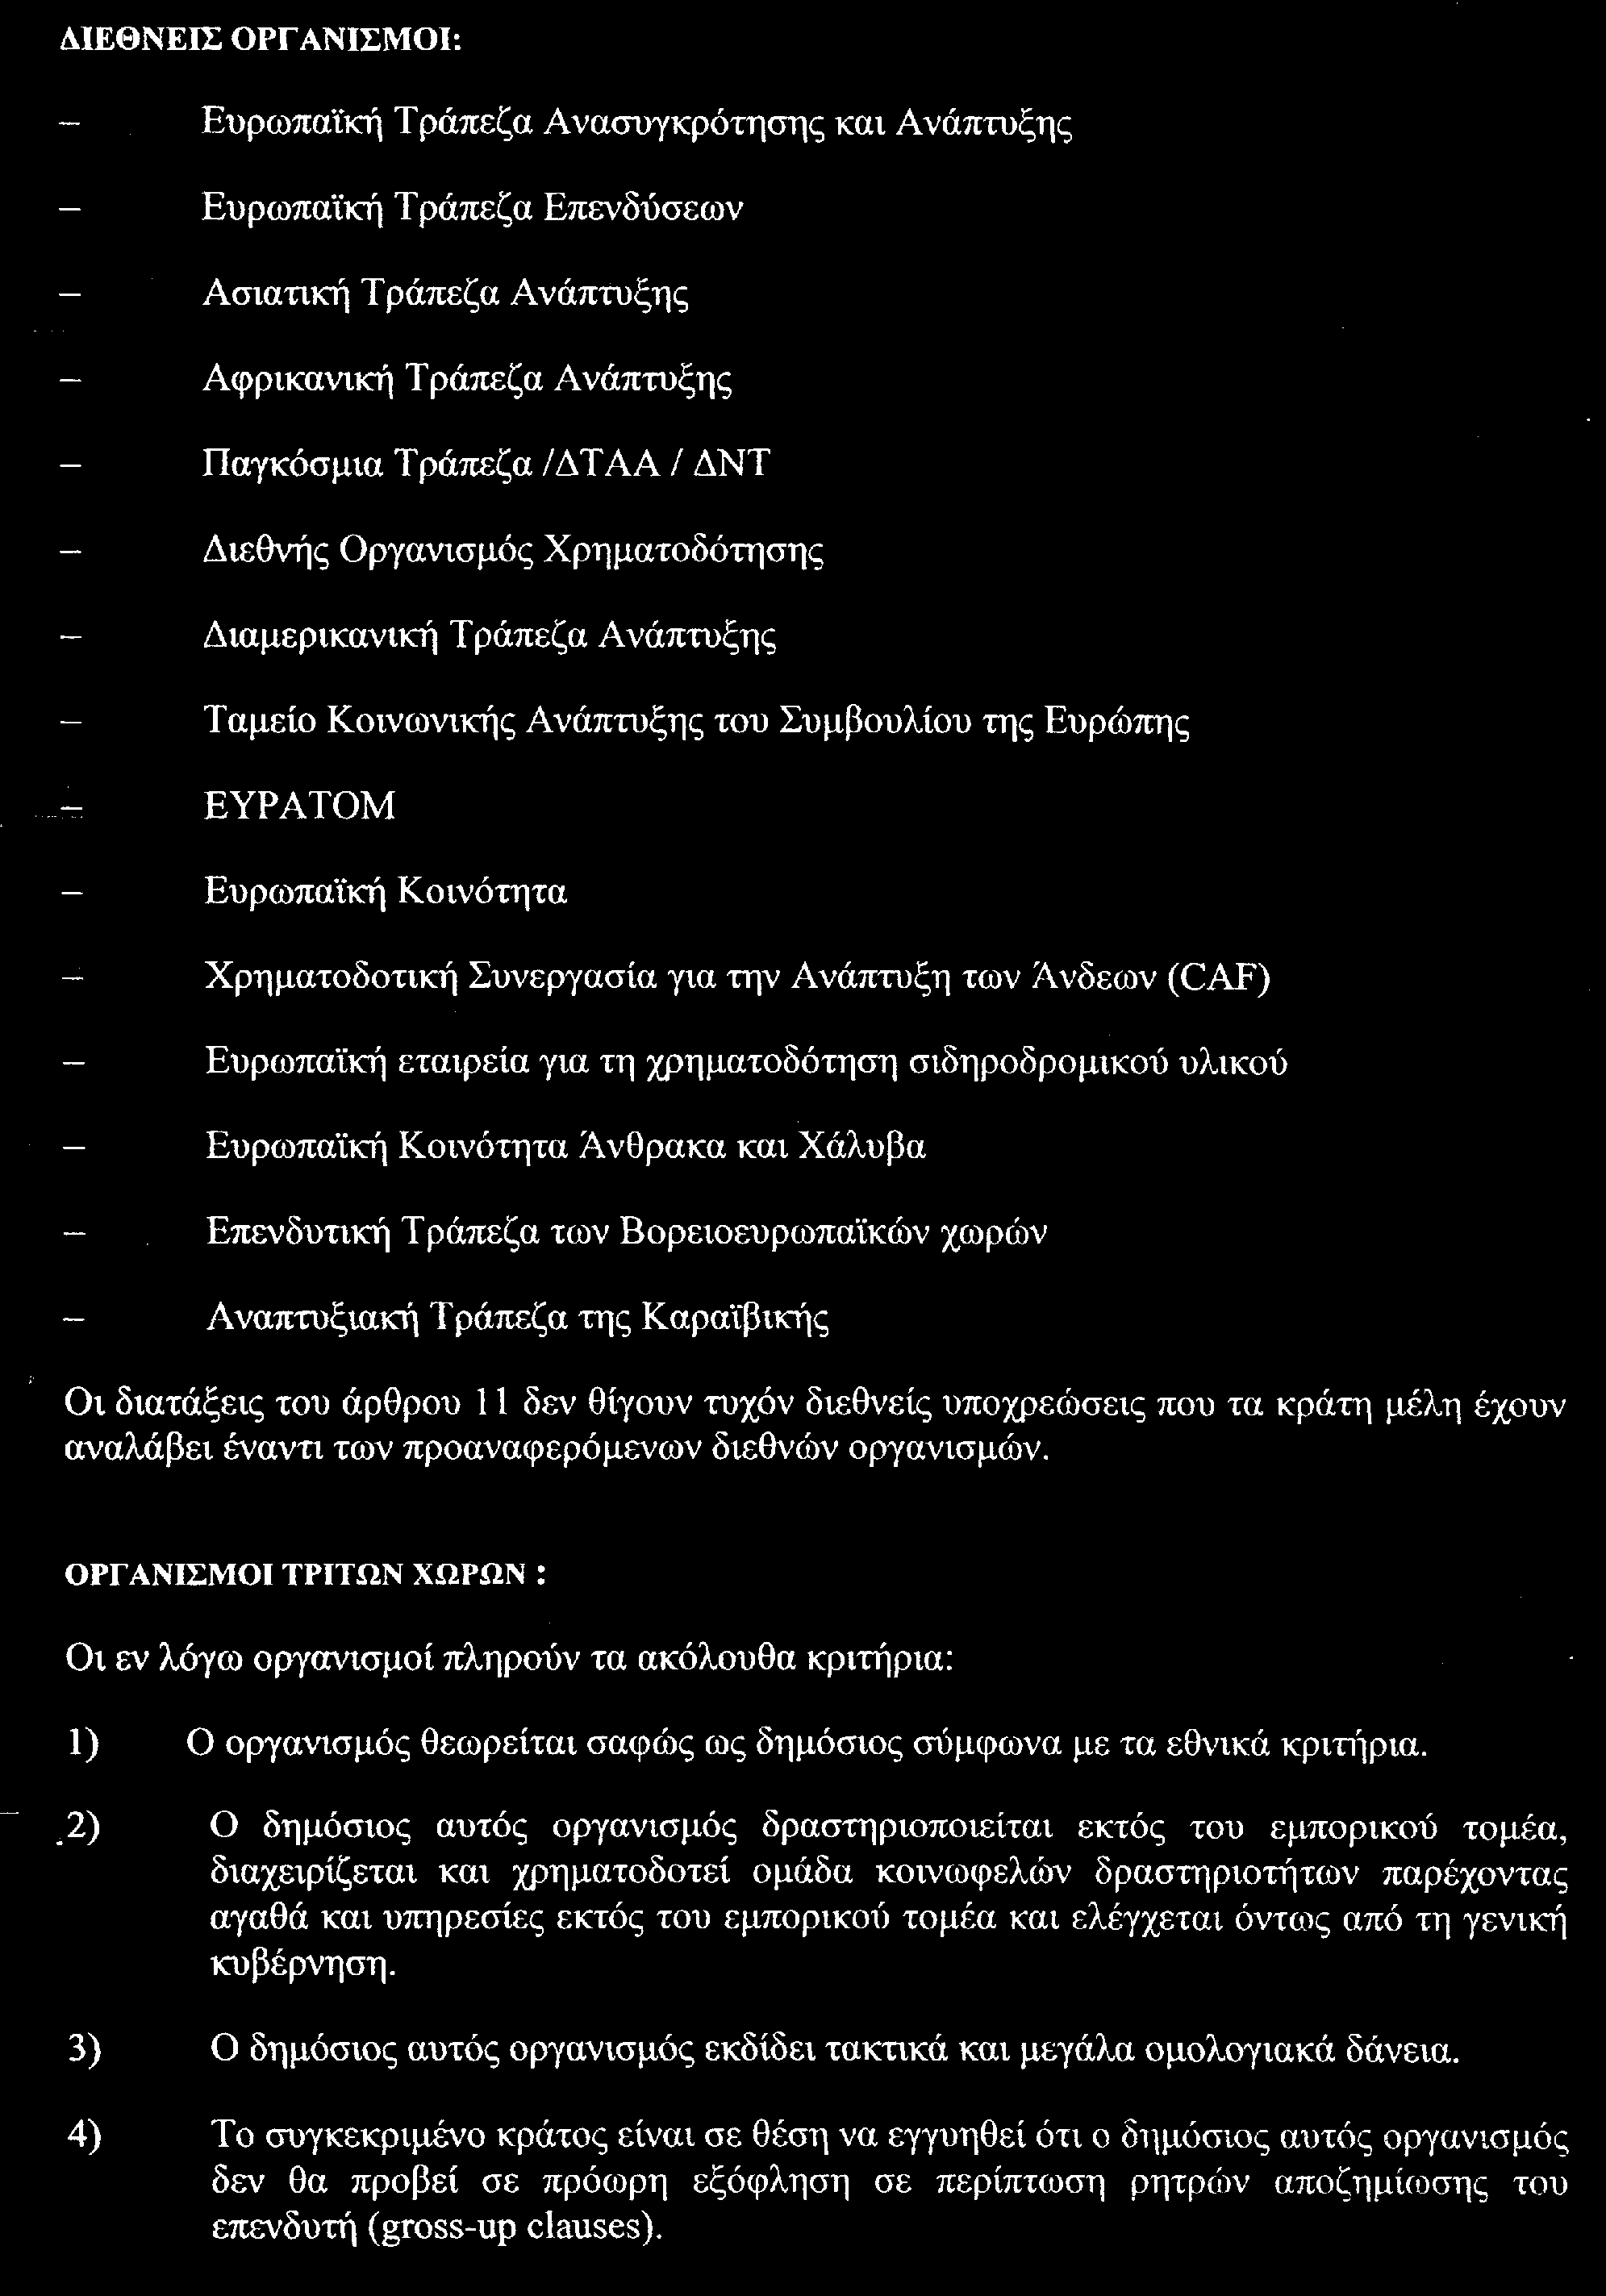 ΔΙΕΘΝΕΙΣ ΟΡΓΑΝΙΣΜΟΙ:
– Ευρωπαϊκή Τράπεζα Ανασυγκρότησης και Ανάπτυξης
– Ευρωπαϊκή Τράπεζα Επενδύσεων
– Ασιατική Τράπεζα Ανάπτυξης
– Αφρικανική Τράπεζα Ανάπτυξης
– Παγκόσμια Τράπεζα /ΔΤΑΑ / ΔΝΤ
– Διεθνής Οργανισμός Χρηματοδότησης
– Διαμερικανική Τράπεζα Ανάπτυξης
– Ταμείο Κοινωνικής Ανάπτυξης του Συμβουλίου της Ευρώπης
– ΕΥΡΑΤΟΜ
– Ευρωπαϊκή Κοινότητα
– Χρηματοδοτική Συνεργασία για την Ανάπτυξη των Άνδεων (CAF)
– Ευρωπαϊκή εταιρεία για τη χρηματοδότηση σιδηροδρομικού υλικού
– Ευρωπαϊκή Κοινότητα Άνθρακα και Χάλυβα
– Επενδυτική Τράπεζα των Βορειοευρωπαϊκών χωρών
– Αναπτυξιακή Τράπεζα της Καραϊβικής
Οι διατάξεις του άρθρου 11 δεν θίγουν τυχόν διεθνείς υποχρεώσεις που τα κράτη μέλη έχουν
αναλάβει έναντι των προαναφερόμενων διεθνών οργανισμών.
ΟΡΓΑΝΙΣΜΟΙ ΤΡΙΤΩΝ ΧΩΡΩΝ :
Οι εν λόγω οργανισμοί πληρούν τα ακόλουθα κριτήρια:
1) Ο οργανισμός θεωρείται σαφώς ως δημόσιος σύμφωνα με τα εθνικά κριτήρια.
2) Ο δημόσιος αυτός οργανισμός δραστηριοποιείται εκτός του εμπορικού τομέα,
διαχειρίζεται και χρηματοδοτεί ομάδα κοινωφελών δραστηριοτήτων παρέχοντας
αγαθά και υπηρεσίες εκτός του εμπορικού τομέα και ελέγχεται όντως από τη γενική
κυβέρνηση.
3) Ο δημόσιος αυτός οργανισμός εκδίδει τακτικά και μεγάλα ομολογιακά δάνεια.
4) Το συγκεκριμένο κράτος είναι σε θέση να εγγυηθεί ότι ο δημόσιος αυτός οργανισμός
δεν θα προβεί σε πρόωρη εξόφληση σε περίπτωση ρητρών αποζημίωσης του
επενδυτή (gross-up clauses).